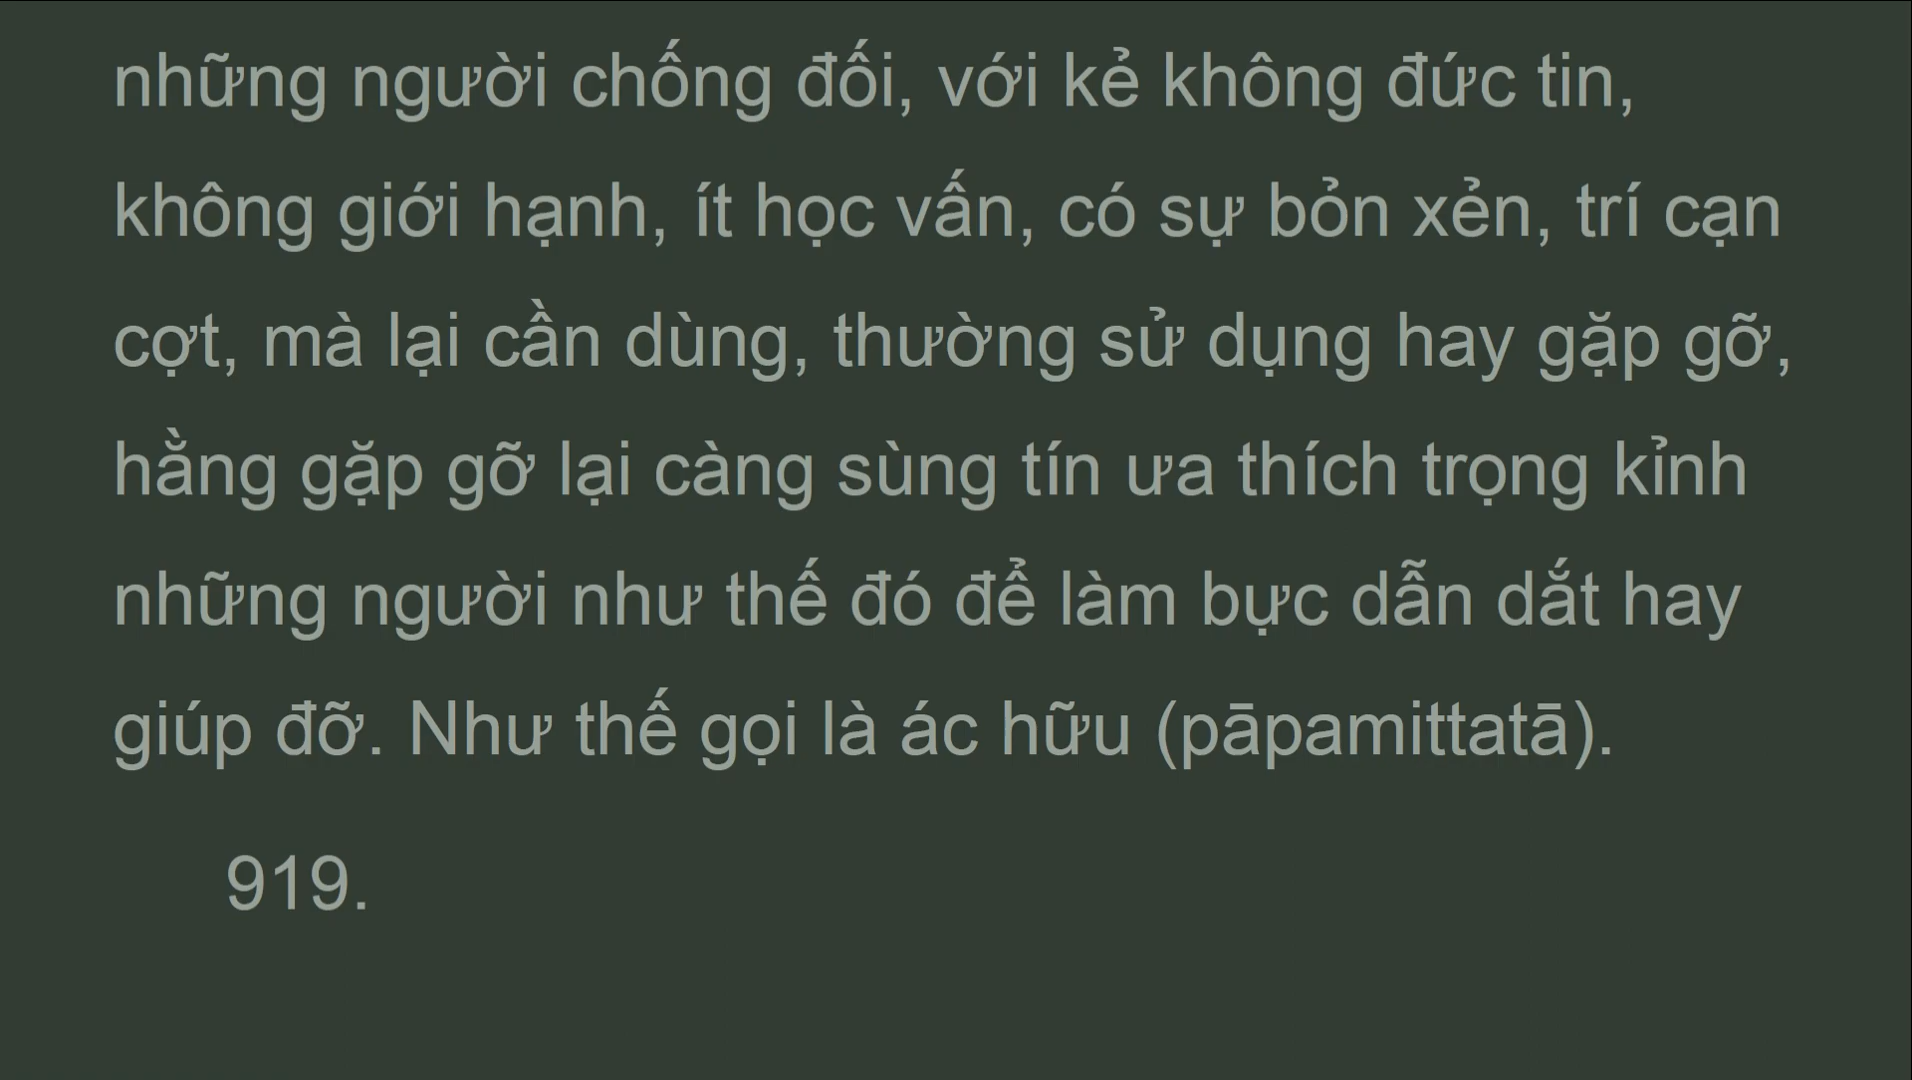 những người chống đối, với kẻ không đức tin,
không giới hạnh, ít học vấn, có sự bỏn xẻn, trí cạn
cợt, mà lại cần dùng, thường sử dụng hay gặp gỡ,
hằng gặp gỡ lại càng sùng tín ưa thích trọng kỉnh
những người như thế đó để làm bực dẫn dắt hay
giúp đỡ. Như thế gọi là ác hữu (pāpamittatā).
919.